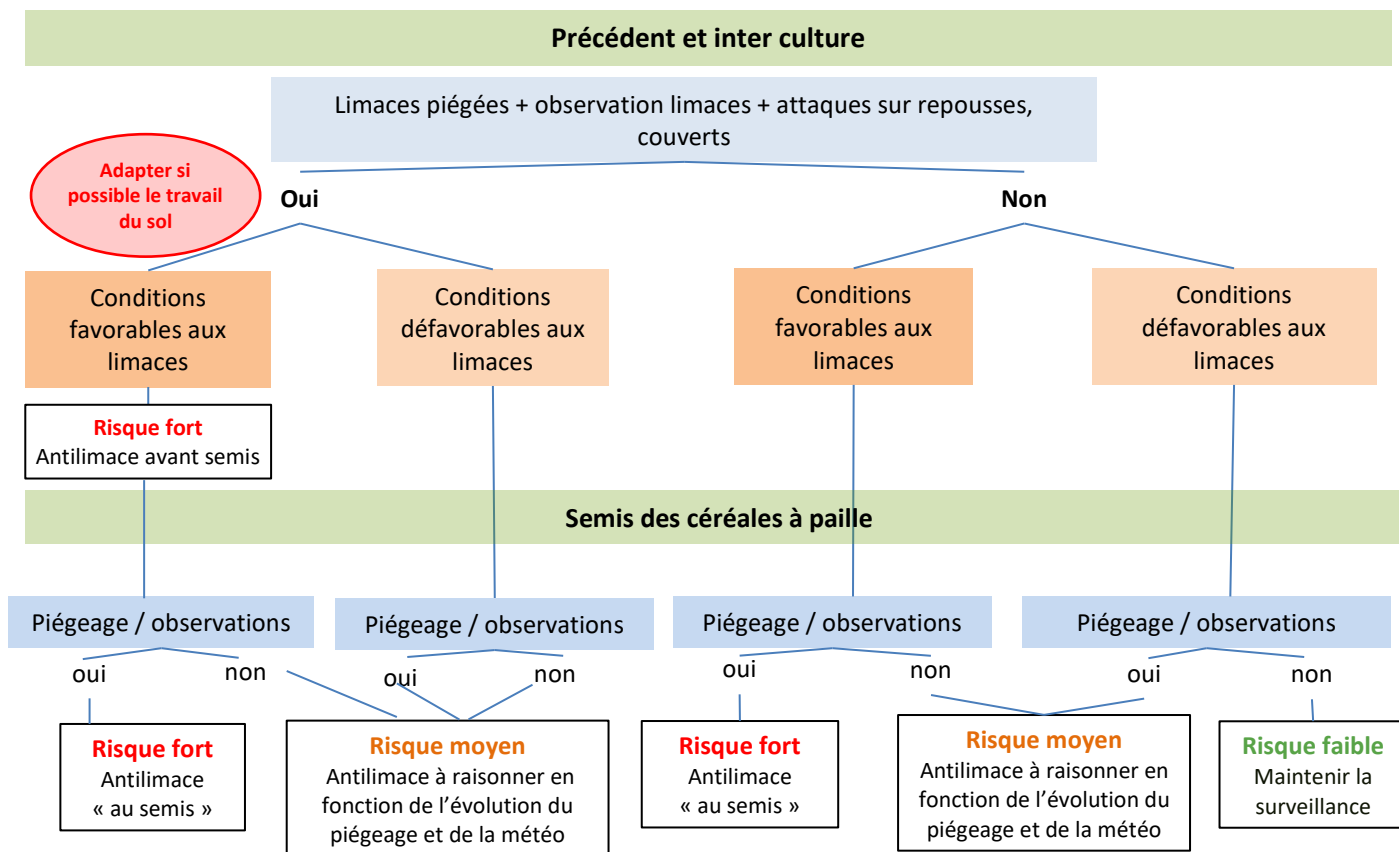 Précédent et inter culture
Limaces piégées + observation limaces + attaques sur repousses,
couverts
Adapter si
possible le travail
du sol
Oui
Non
Conditions
favorables aux
limaces
Conditions
défavorables aux
limaces
Conditions
favorables aux
limaces
Conditions
défavorables aux
limaces
Risque fort
Antilimace avant semis
Semis des céréales à paille
Piégeage / observations
Piégeage / observations
Piégeage / observations
Piégeage / observations
oui
non
oui
non
oui
non
oui
non
Risque fort
Antilimace
« au semis »
Risque moyen
Antilimace à raisonner en
fonction de l’évolution du
piégeage et de la météo
Risque fort
Antilimace
« au semis »
Risque moyen
Antilimace à raisonner en
fonction de l’évolution du
piégeage et de la météo
Risque faible
Maintenir la
surveillance